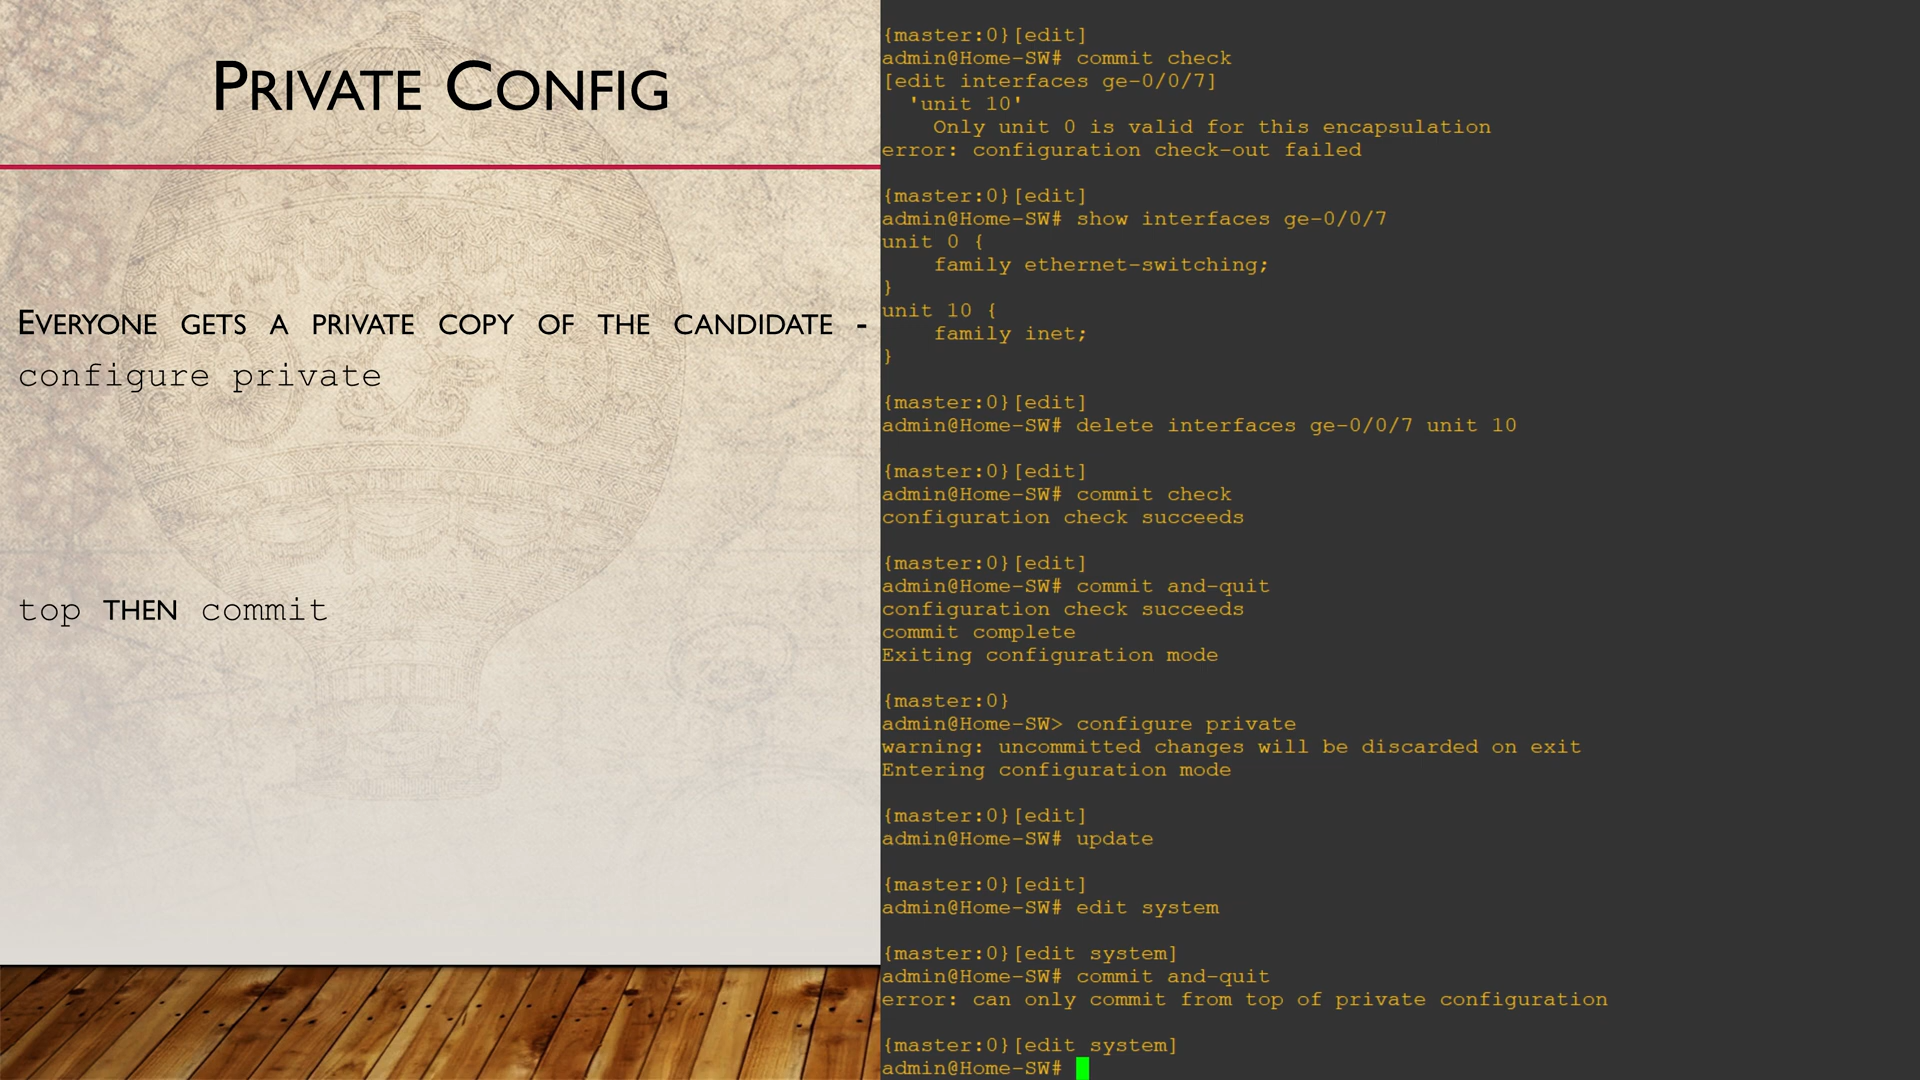 PRIVATE CONFIG
EVERYONE GETS A PRIVATE COPY OF THE CANDIDATE -
configure private
top THEN commit
{master:0}[edit]
admin@Home-SW# commit check
[edit interfaces ge-0/0/7]
  'unit 10'
    Only unit 0 is valid for this encapsulation
error: configuration check-out failed
{master:0}[edit]
admin@Home-SW# show interfaces ge-0/0/7
unit 0 {
    family ethernet-switching;
}
unit 10 {
    family inet;
}
{master:0}[edit]
admin@Home-SW# delete interfaces ge-0/0/7 unit 10
{master:0}[edit]
admin@Home-SW# commit check
configuration check succeeds
{master:0}[edit]
admin@Home-SW# commit and-quit
configuration check succeeds
commit complete
Exiting configuration mode
{master:0}
admin@Home-SW> configure private
warning: uncommitted changes will be discarded on exit
Entering configuration mode
{master:0}[edit]
admin@Home-SW# update
{master:0}[edit]
admin@Home-SW# edit system
{master:0}[edit system]
admin@Home-SW# commit and-quit
error: can only commit from top of private configuration
{master:0}[edit system]
admin@Home-SW#